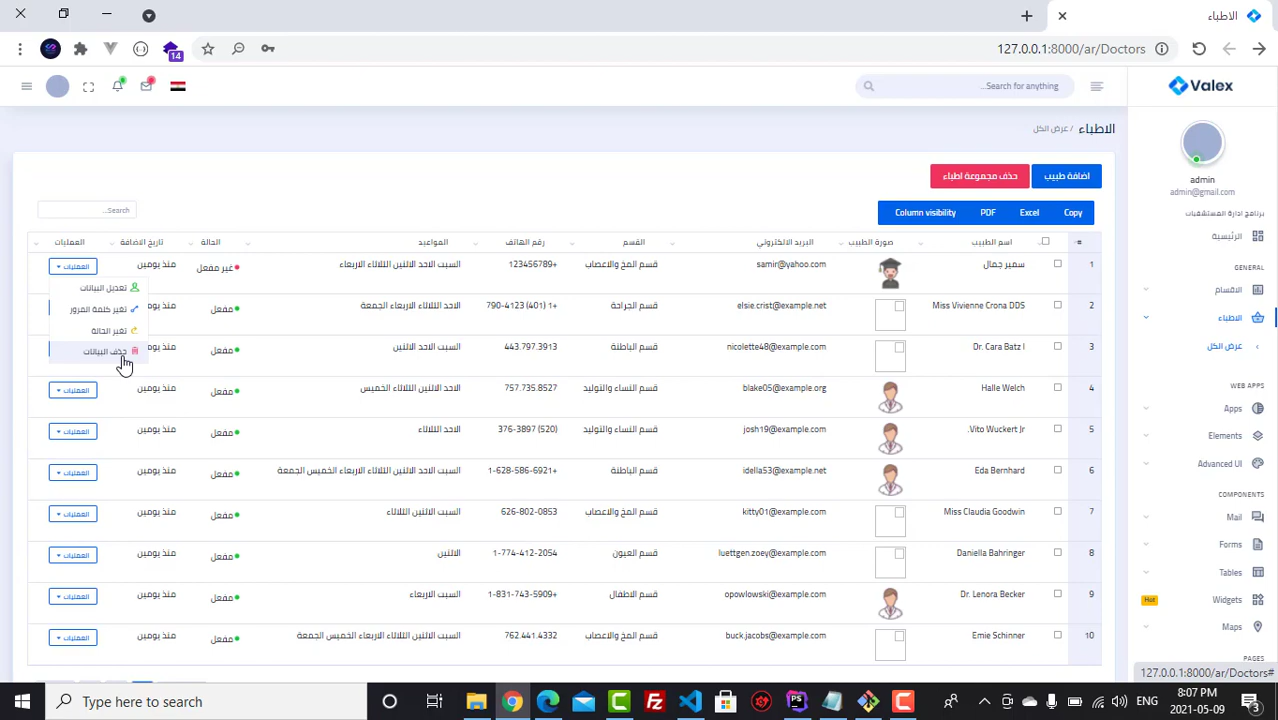 الاطباء
127.0.0.1:8000/ar/Doctors
14
Search for anything...
Valex
admin
admin@gmail.com
برنامج ادارة المستشفيات
الرئيسية
GENERAL
الاقسام
الاطباء
عرض الكل
WEB APPS
Apps
Elements
Advanced UI
COMPONENTS
Mail
Forms
Tables
Widgets Hot
Maps
PAGES
الاطباء / عرض الكل
اضافة طبيب حذف مجموعة اطباء
Column visibility PDF Excel Copy
Search...
# اسم الطبيب صورة الطبيب البريد الالكتروني القسم رقم الهاتف المواعيد الحالة تاريخ الاضافة العمليات
1 سمير جمال samir@yahoo.com قسم المخ والاعصاب 123456789+ السبت الاحد الاثنين الثلاثاء الاربعاء غير مفعل منذ يومين العمليات
تعديل البيانات
تغير كلمة المرور
تغير الحالة
حذف البيانات
2 Miss Vivienne Crona DDS elsie.crist@example.net قسم الجراحة 790-4123 (401) 1+ الاحد الثلاثاء الاربعاء الجمعة مفعل منذ يومين
3 Dr. Cara Batz I nicolette48@example.com قسم الباطنة 443.797.3913 السبت الاحد الاثنين مفعل منذ يومين
4 Halle Welch blake05@example.org قسم النساء والتوليد 757.735.8527 الاحد الاثنين الثلاثاء الخميس مفعل منذ يومين العمليات
5 .Vito Wuckert Jr josh19@example.com قسم النساء والتوليد 376-3897 (520) الاحد الثلاثاء مفعل منذ يومين العمليات
6 Eda Bernhard idella53@example.net قسم الباطنة 1-628-586-6921+ السبت الاحد الاثنين الثلاثاء الاربعاء الخميس الجمعة مفعل منذ يومين العمليات
7 Miss Claudia Goodwin kitty01@example.com قسم المخ والاعصاب 626-802-0853 السبت الاثنين الثلاثاء مفعل منذ يومين العمليات
8 Daniella Bahringer luettgen.zoey@example.com قسم العيون 1-774-412-2054 الاثنين مفعل منذ يومين العمليات
9 Dr. Lenora Becker opowlowski@example.com قسم الاطفال 1-831-743-5909+ السبت الاربعاء مفعل منذ يومين العمليات
10 Emie Schinner buck.jacobs@example.com قسم المخ والاعصاب 762.441.4332 السبت الاثنين الثلاثاء الاربعاء الخميس الجمعة مفعل منذ يومين العمليات
127.0.0.1:8000/ar/Doctors#
Type here to search
ENG
8:07 PM
2021-05-09
3